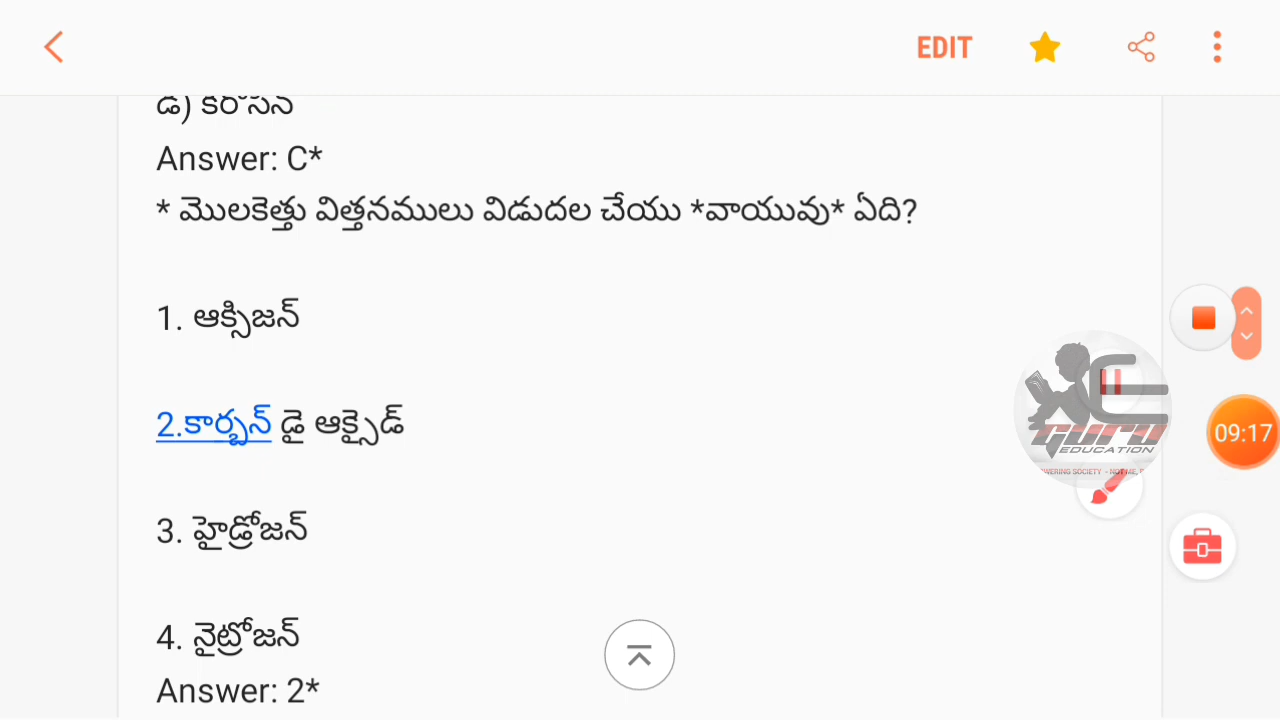 EDIT
డ) కిరోసిన్
Answer: C*
* మొలకెత్తు విత్తనములు విడుదల చేయు *వాయువు* ఏది?
1. ఆక్సిజన్
2.కార్బన్ డై ఆక్సైడ్
3. హైడ్రోజన్
4. నైట్రోజన్
Answer: 2*
GURU
EDUCATION
09:17